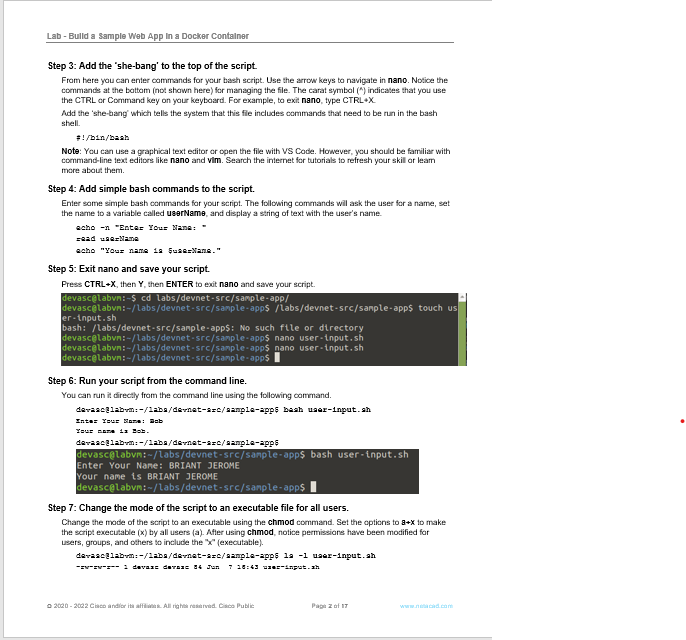 Lab - Build a Sample Web App in a Docker Container
Step 3: Add the 'she-bang' to the top of the script.
From here you can enter commands for your bash script. Use the arrow keys to navigate in nano. Notice the
commands at the bottom (not shown here) for managing the file. The carat symbol (^) indicates that you use
the CTRL or Command key on your keyboard. For example, to exit nano, type CTRL+X.
Add the 'she-bang' which tells the system that this file includes commands that need to be run in the bash
shell.
#!/bin/bash
Note: You can use a graphical text editor or open the file with VS Code. However, you should be familiar with
command-line text editors like nano and vim. Search the internet for tutorials to refresh your skill or learn
more about them.
Step 4: Add simple bash commands to the script.
Enter some simple bash commands for your script. The following commands will ask the user for a name, set
the name to a variable called userName, and display a string of text with the user's name.
echo -n "Enter Your Name: "
read userName
echo "Your name is $userName."
Step 5: Exit nano and save your script.
Press CTRL+X, then Y, then ENTER to exit nano and save your script.
devasc@labvm:~$ cd labs/devnet-src/sample-app/
devasc@labvm:~/labs/devnet-src/sample-app$ /labs/devnet-src/sample-app$ touch us
er-input.sh
bash: /labs/devnet-src/sample-app$: No such file or directory
devasc@labvm:~/labs/devnet-src/sample-app$ nano user-input.sh
devasc@labvm:~/labs/devnet-src/sample-app$ nano user-input.sh
devasc@labvm:~/labs/devnet-src/sample-app$
Step 6: Run your script from the command line.
You can run it directly from the command line using the following command.
devasc@labvm:~/labs/devnet-src/sample-app$ bash user-input.sh
Enter Your Name: Bob
Your name is Bob.
devasc@labvm:~/labs/devnet-src/sample-app$
devasc@labvm:~/labs/devnet-src/sample-app$ bash user-input.sh
Enter Your Name: BRIANT JEROME
Your name is BRIANT JEROME
devasc@labvm:~/labs/devnet-src/sample-app$
Step 7: Change the mode of the script to an executable file for all users.
Change the mode of the script to an executable using the chmod command. Set the options to a+x to make
the script executable (x) by all users (a). After using chmod, notice permissions have been modified for
users, groups, and others to include the "x" (executable).
devasc@labvm:~/labs/devnet-src/sample-app$ ls -l user-input.sh
-rw-rw-r-- 1 devasc devasc 84 Jun 7 16:43 user-input.sh
© 2020 - 2022 Cisco and/or its affiliates. All rights reserved. Cisco Public
Page 2 of 17
www.netacad.com